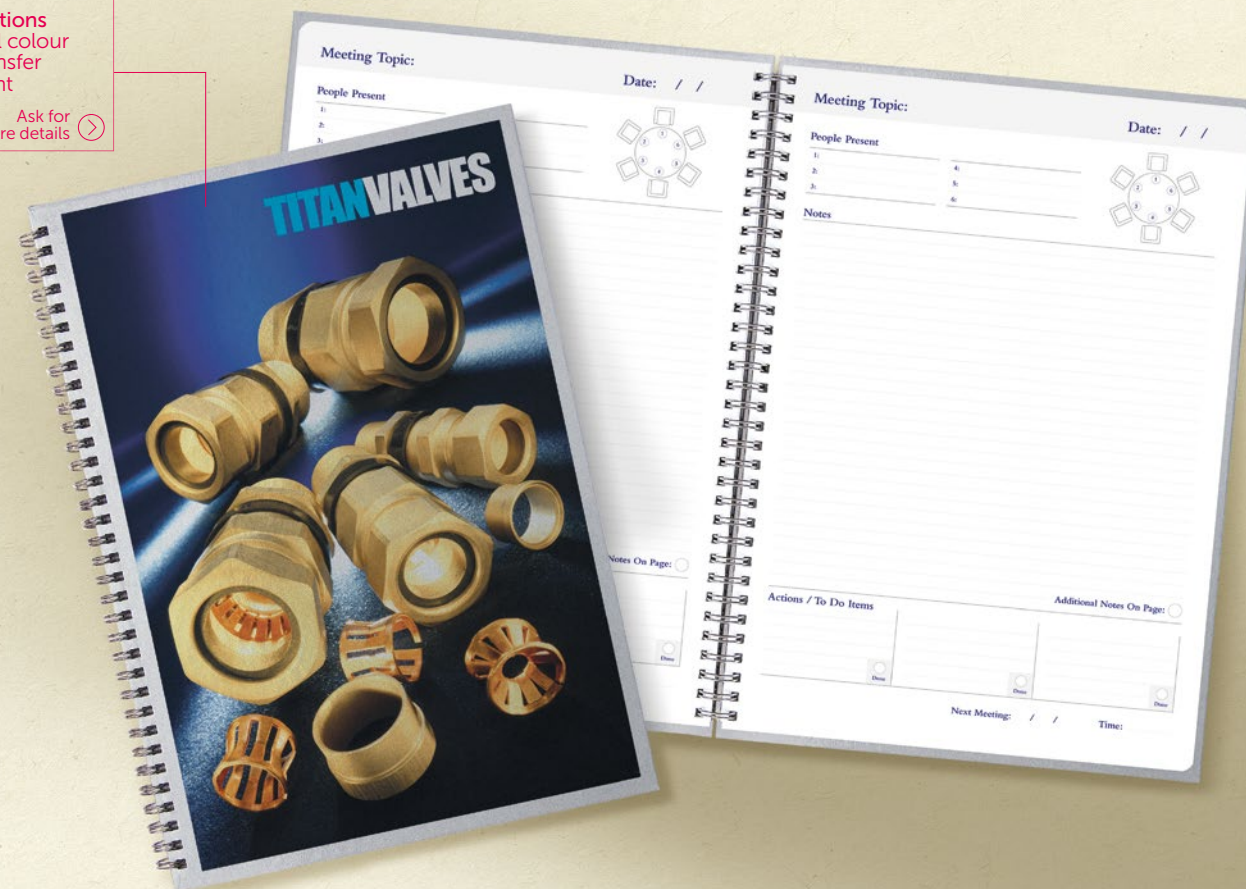 tions
l colour
nsfer
nt
Ask for
re details
TITANVALVES
Meeting Topic:
Date: / /
People Present
1:
2:
3:
Notes On Page:
Done
Meeting Topic:
Date: / /
People Present
1:
2:
3:
4:
5:
6:
Notes
Additional Notes On Page:
Actions / To Do Items
Done
Done
Done
Next Meeting: / / Time: